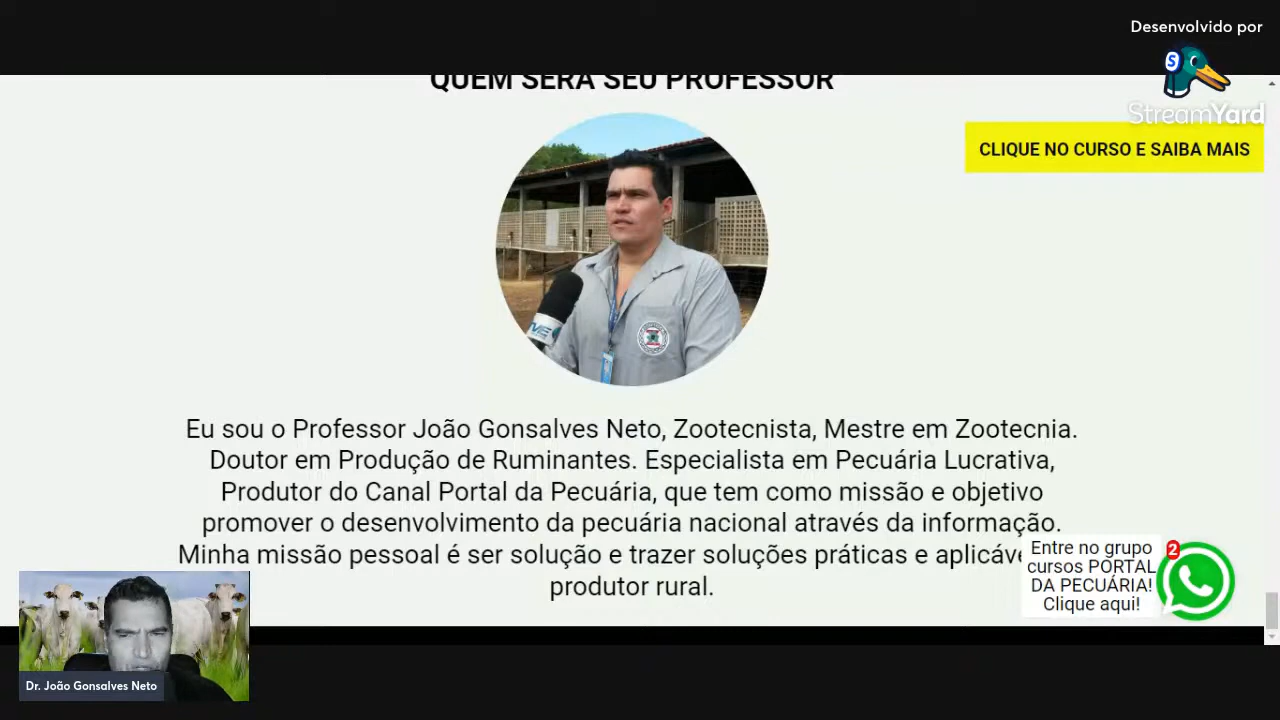 Desenvolvido por
StreamYard
QUEM SERÁ SEU PROFESSOR
CLIQUE NO CURSO E SAIBA MAIS
Eu sou o Professor João Gonsalves Neto, Zootecnista, Mestre em Zootecnia.
Doutor em Produção de Ruminantes. Especialista em Pecuária Lucrativa,
Produtor do Canal Portal da Pecuária, que tem como missão e objetivo
promover o desenvolvimento da pecuária nacional através da informação.
Minha missão pessoal é ser solução e trazer soluções práticas e
produtor rural.
Entre no grupo
cursos PORTAL
DA PECUÁRIA!
Clique aqui!
2
Dr. João Gonsalves Neto